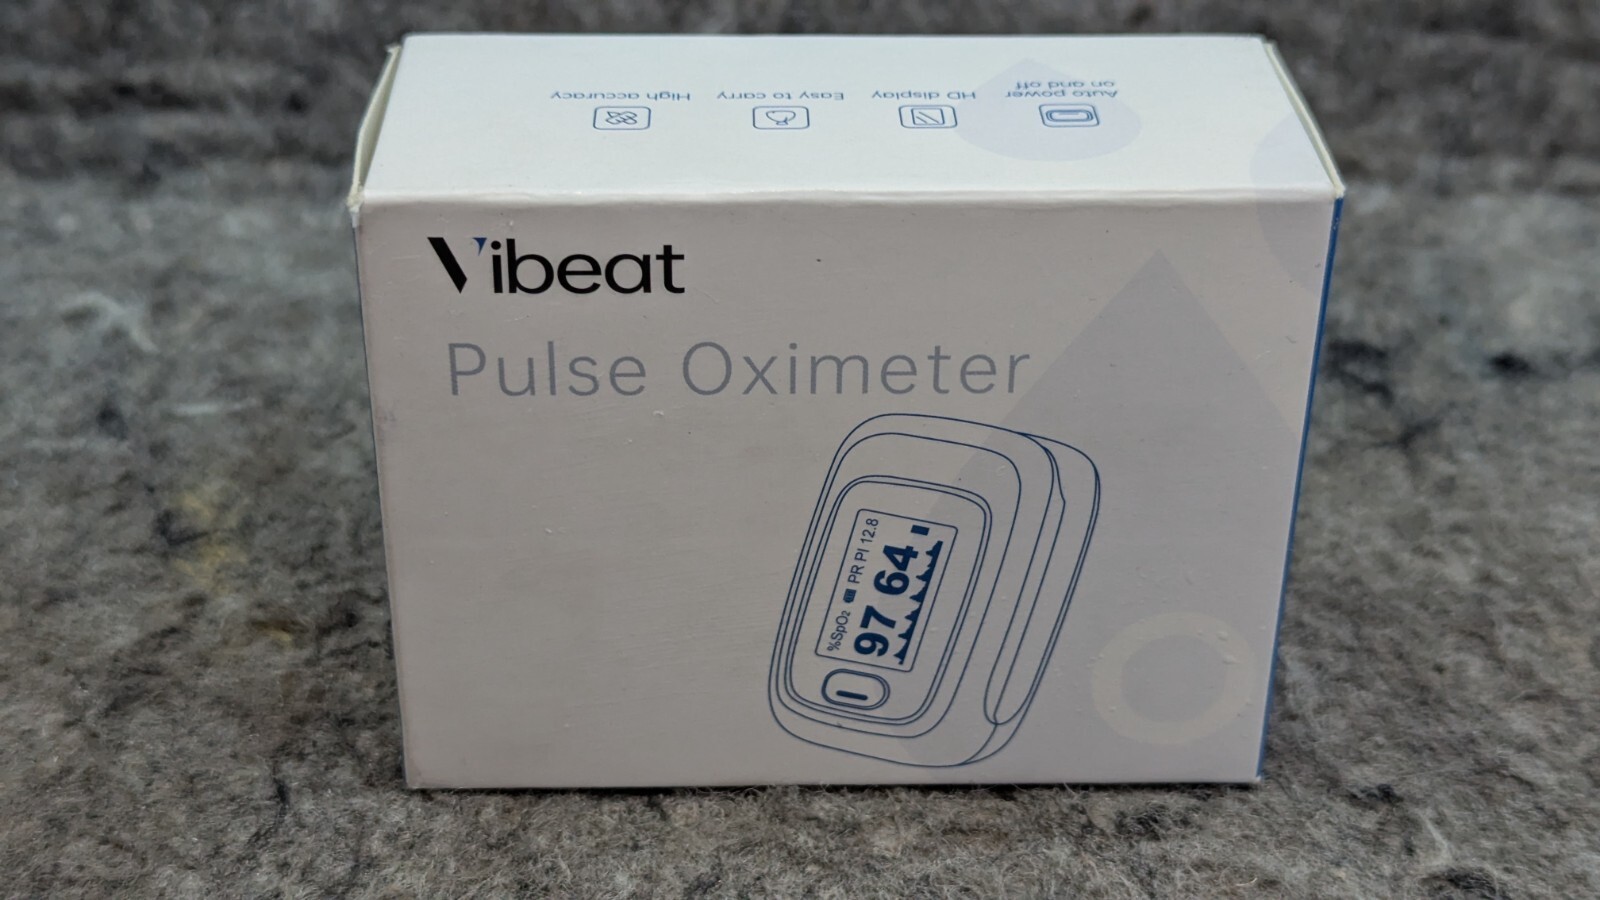 Auto power
on and off
HD display
Easy to carry
High accuracy
Vibeat
Pulse Oximeter
%SpO₂ PR PI 12.8
97 64